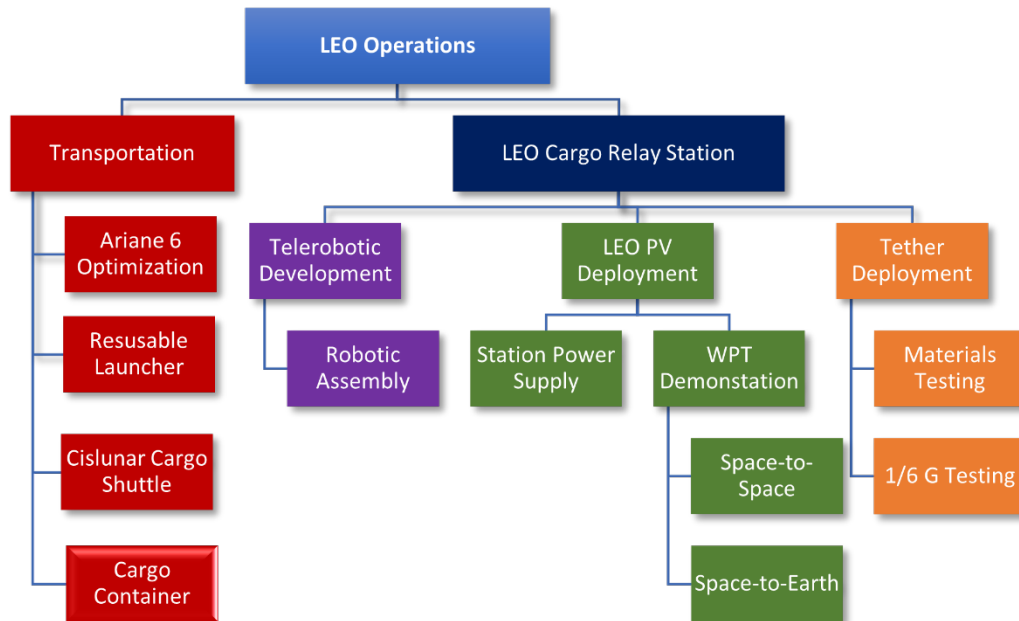 LEO Operations
Transportation
LEO Cargo Relay Station
Ariane 6
Optimization
Resusable
Launcher
Cislunar Cargo
Shuttle
Cargo
Container
Telerobotic
Development
Robotic
Assembly
LEO PV
Deployment
Station Power
Supply
WPT
Demonstation
Space-to-
Space
Space-to-Earth
Tether
Deployment
Materials
Testing
1/6 G Testing